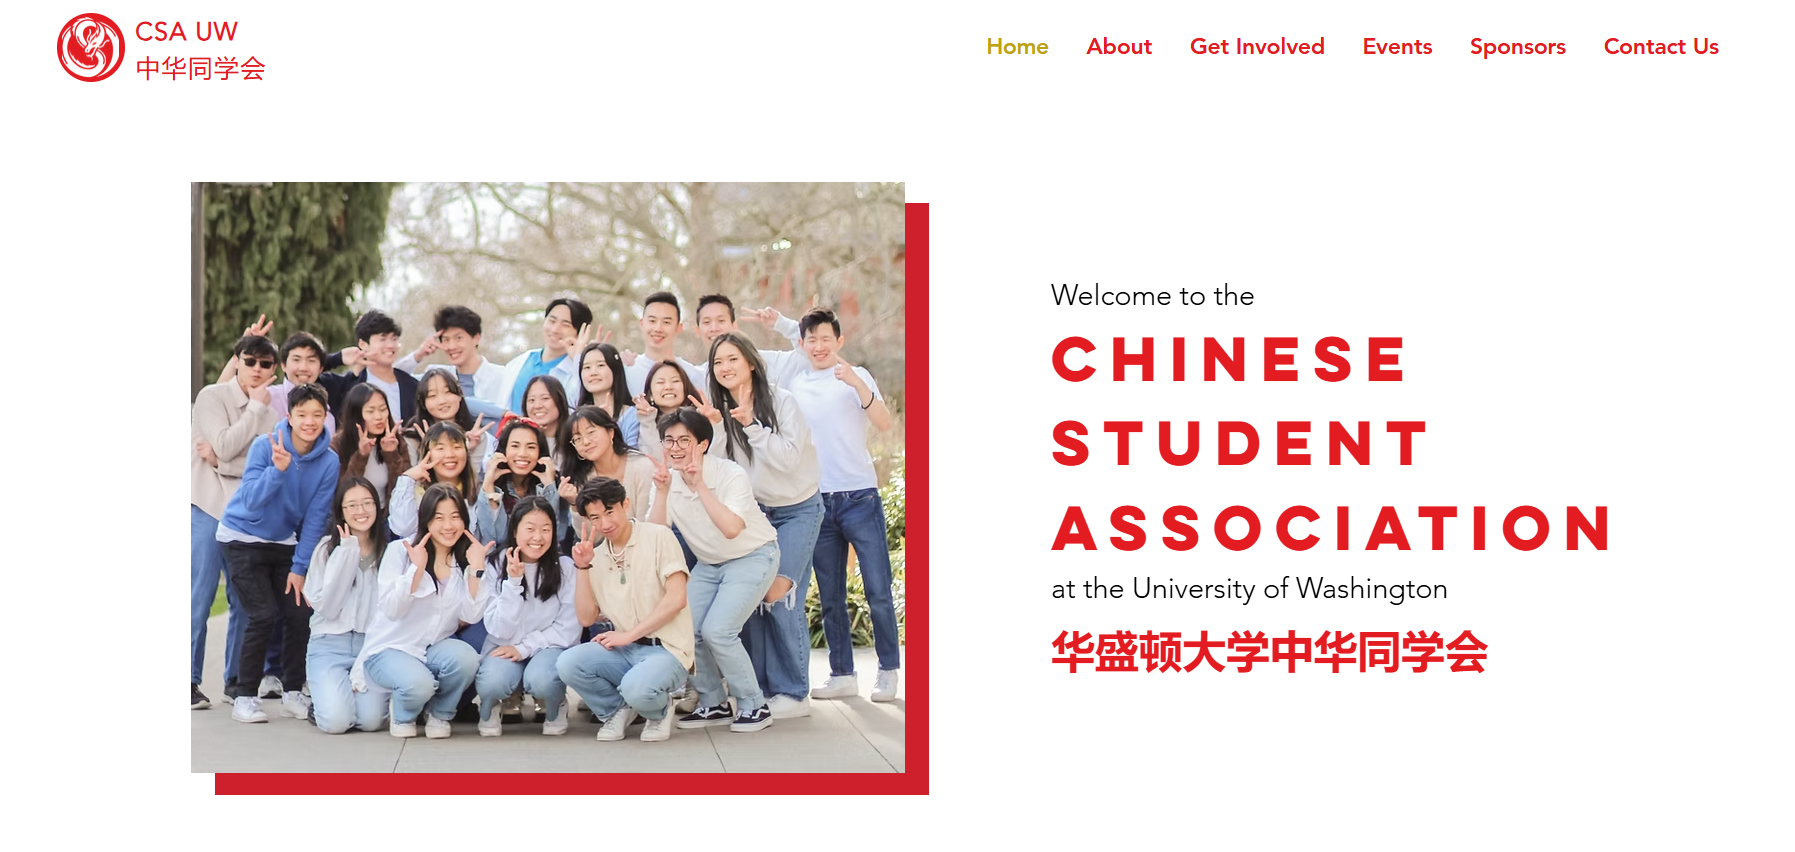 CSA UW
中华同学会
Home About Get Involved Events Sponsors Contact Us
Welcome to the
CHINESE
STUDENT
ASSOCIATION
at the University of Washington
华盛顿大学中华同学会